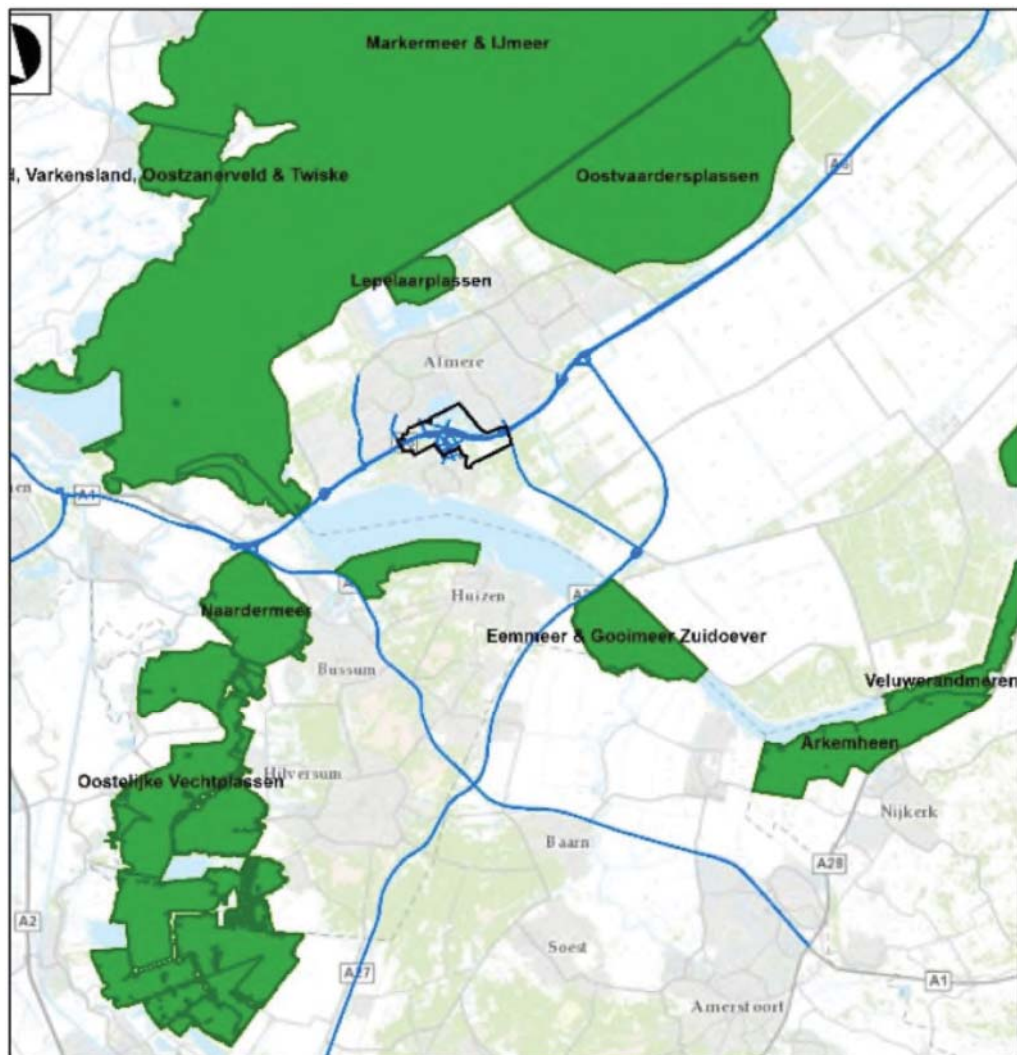 Markermeer & IJmeer
d, Varkensland, Oostzanerveld & Twiske
Oostvaardersplassen
Lepelaarplassen
Almere
A1
Huizen
Naardermeer
Eemmeer & Gooimeer Zuidoever
Bussum
Veluwerandmeren
Arkemheen
Oostelijke Vechtplassen
Hilversum
Nijkerk
Baarn
A28
A2
Soest
A27
A1
Amersfoort